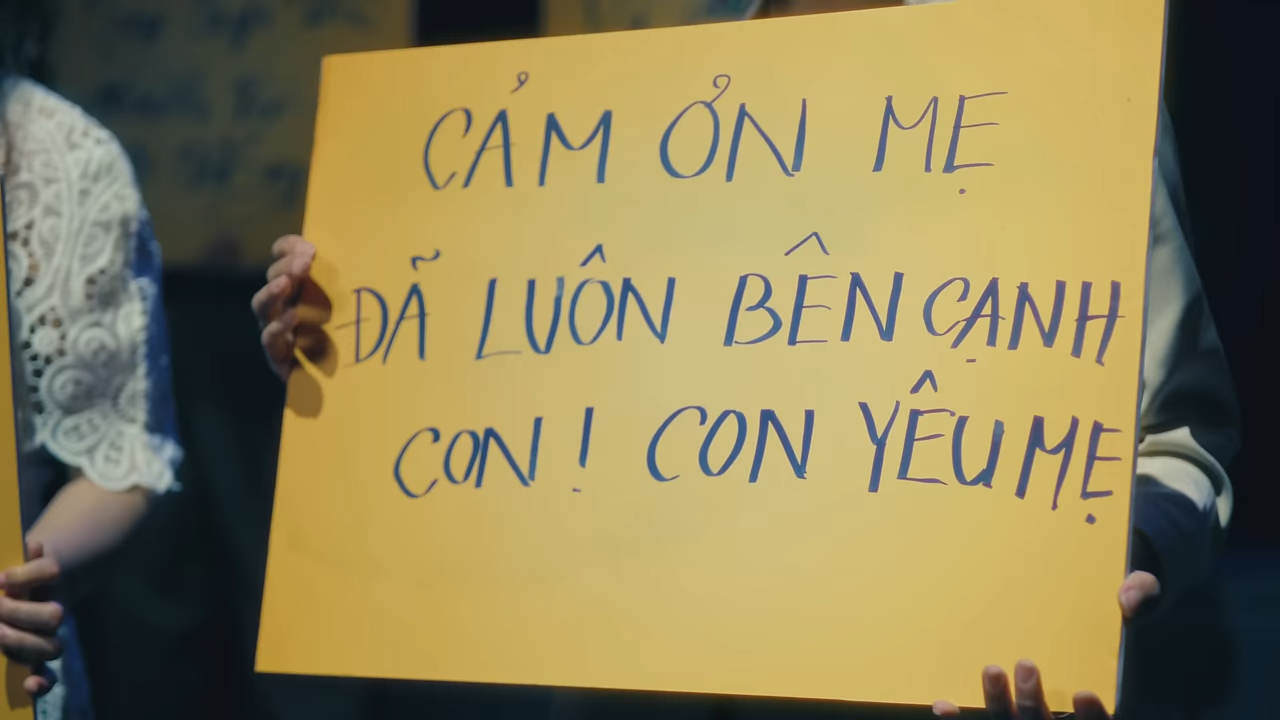 CẢM ƠN MẸ
ĐÃ LUÔN BÊN CẠNH
CON! CON YÊU MẸ